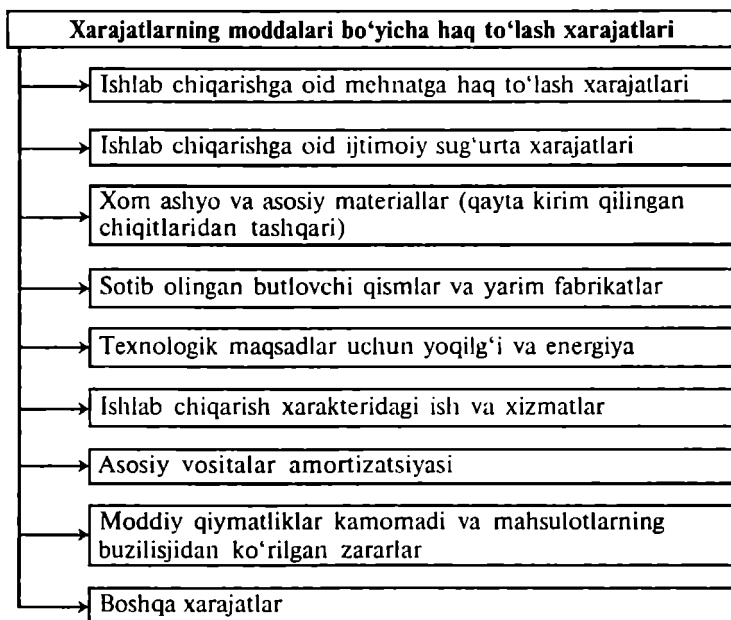 Xarajatlarning moddalari bo‘yicha haq to‘lash xarajatlari
Ishlab chiqarishga oid mehnatga haq to‘lash xarajatlari
Ishlab chiqarishga oid ijtimoiy sug‘urta xarajatlari
Xom ashyo va asosiy materiallar (qayta kirim qilingan
chiqitlaridan tashqari)
Sotib olingan butlovchi qismlar va yarim fabrikatlar
Texnologik maqsadlar uchun yoqilg‘i va energiya
Ishlab chiqarish xarakteridagi ish va xizmatlar
Asosiy vositalar amortizatsiyasi
Moddiy qiymatliklar kamomadi va mahsulotlarning
buzilisjidan ko‘rilgan zararlar
Boshqa xarajatlar